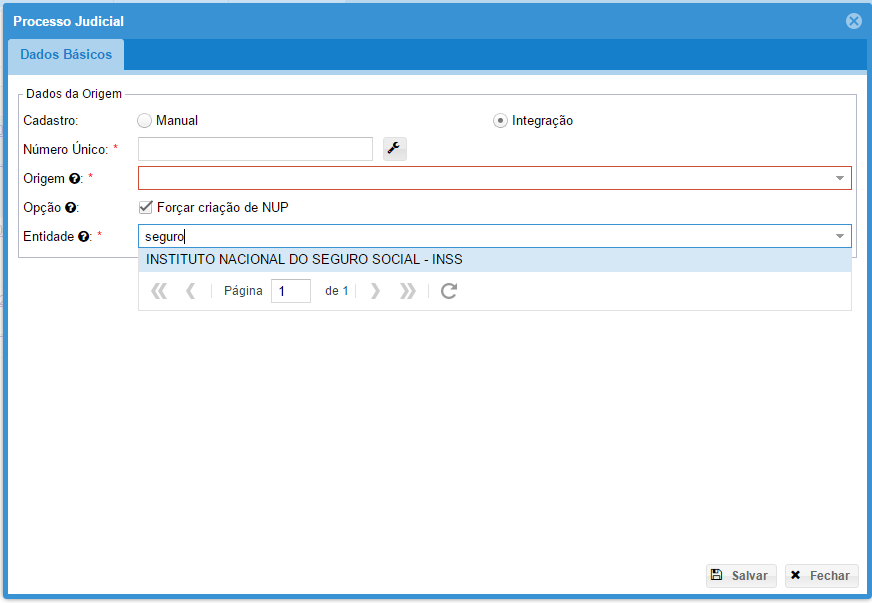 Processo Judicial
Dados Básicos
Dados da Origem
Cadastro: Manual Integração
Número Único: *
Origem ?: *
Opção ?: Forçar criação de NUP
Entidade ?: * seguro
INSTITUTO NACIONAL DO SEGURO SOCIAL - INSS
Página 1 de 1
Salvar Fechar